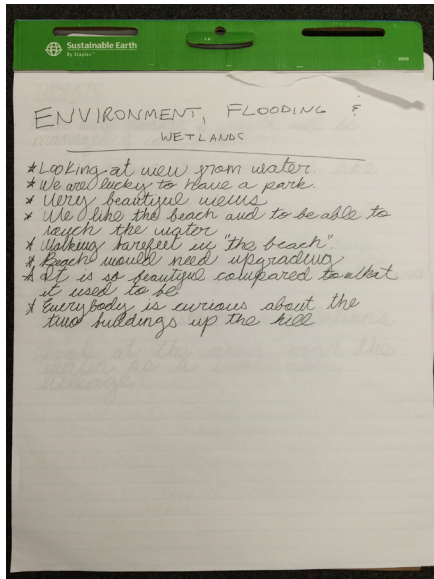 Sustainable Earth
By Staples
ENVIRONMENT, FLOODING &
WETLANDS
* Looking at view from water
* We are lucky to have a park.
* Very beautiful views
* We like the beach and to be able to
touch the water
* Walking barefeet in "the beach".
* Beach would need upgrading
* It is so beautiful compared to what
it used to be
* Everybody is curious about the
two buildings up the hill